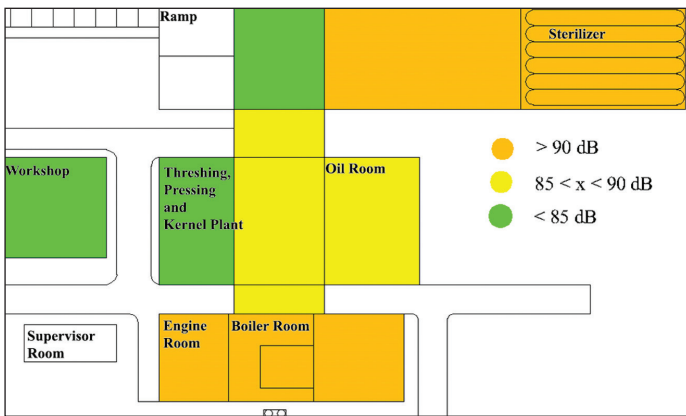 Ramp
Sterilizer
> 90 dB
85 < x < 90 dB
< 85 dB
Workshop
Threshing,
Pressing
and
Kernel Plant
Oil Room
Supervisor
Room
Engine
Room
Boiler Room